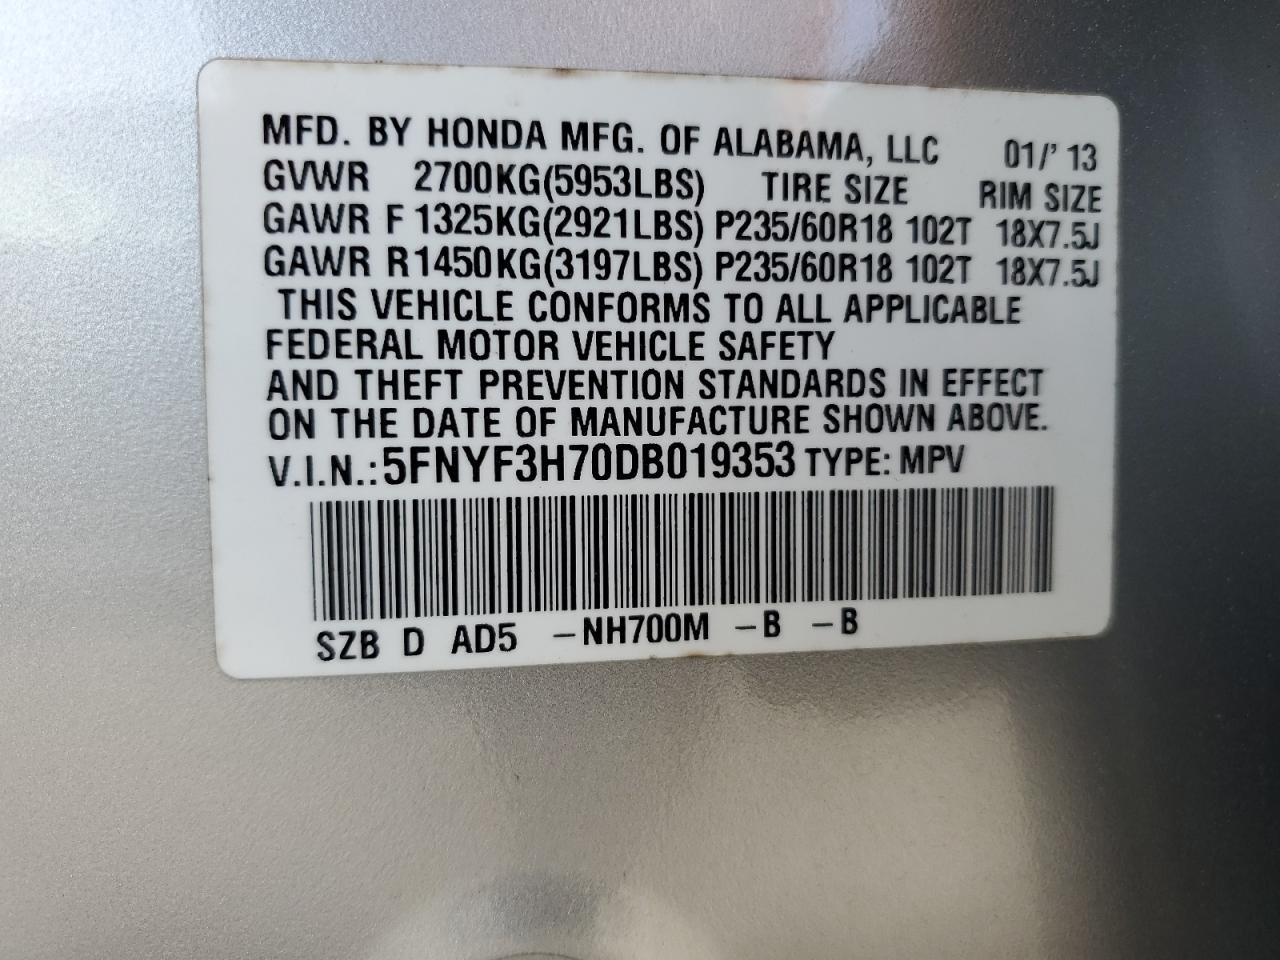 MFD. BY HONDA MFG. OF ALABAMA, LLC 01/' 13
GVWR 2700KG(5953LBS) TIRE SIZE RIM SIZE
GAWR F 1325KG(2921LBS) P235/60R18 102T 18X7.5J
GAWR R1450KG(3197LBS) P235/60R18 102T 18X7.5J
THIS VEHICLE CONFORMS TO ALL APPLICABLE
FEDERAL MOTOR VEHICLE SAFETY
AND THEFT PREVENTION STANDARDS IN EFFECT
ON THE DATE OF MANUFACTURE SHOWN ABOVE.
V.I.N.: 5FNYF3H70DB019353 TYPE: MPV
SZB D AD5 –NH700M –B –B